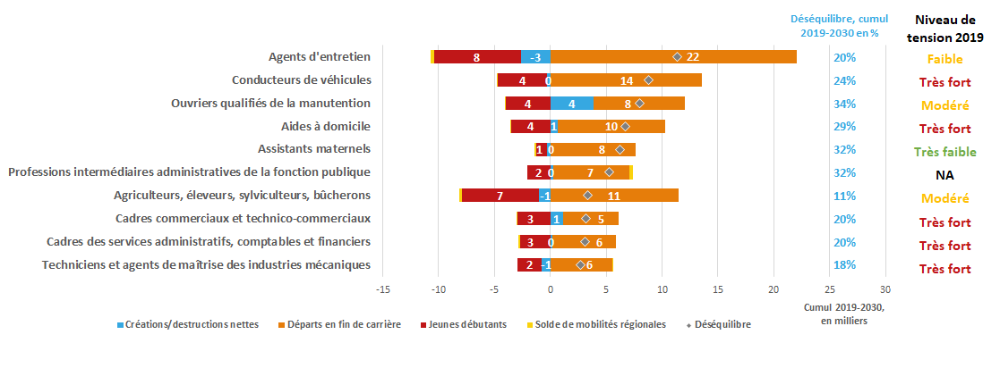 Déséquilibre, cumul
2019-2030 en %
Niveau de
tension 2019
Agents d'entretien 8 -3 22 20% Faible
Conducteurs de véhicules 4 0 14 24% Très fort
Ouvriers qualifiés de la manutention 4 4 8 34% Modéré
Aides à domicile 4 1 10 29% Très fort
Assistants maternels 1 0 8 32% Très faible
Professions intermédiaires administratives de la fonction publique 2 0 7 32% NA
Agriculteurs, éleveurs, sylviculteurs, bûcherons 7 -1 11 11% Modéré
Cadres commerciaux et technico-commerciaux 3 1 5 20% Très fort
Cadres des services administratifs, comptables et financiers 3 0 6 20% Très fort
Techniciens et agents de maîtrise des industries mécaniques 2 -1 6 18% Très fort
-15 -10 -5 0 5 10 15 20 25 30
Cumul 2019-2030,
en milliers
Créations/destructions nettes Départs en fin de carrière Jeunes débutants Solde de mobilités régionales Déséquilibre